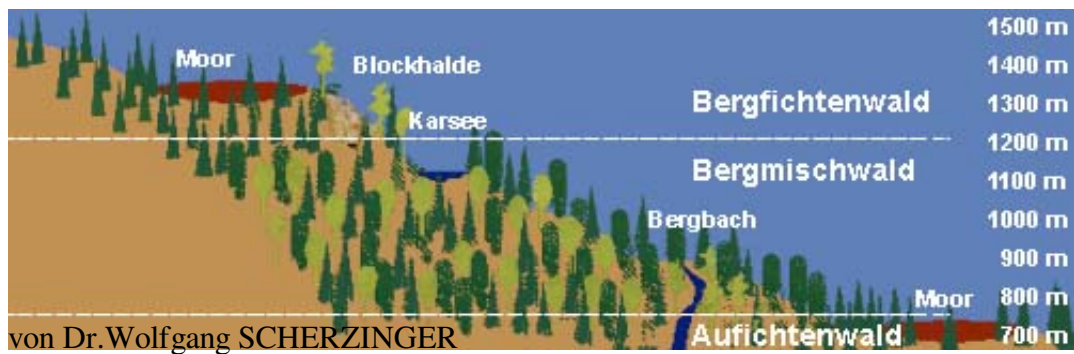 1500 m
Moor
Blockhalde
1400 m
Bergfichtenwald
1300 m
Karsee
1200 m
Bergmischwald
1100 m
Bergbach
1000 m
900 m
Moor
800 m
von Dr.Wolfgang SCHERZINGER
Aufichtenwald
700 m